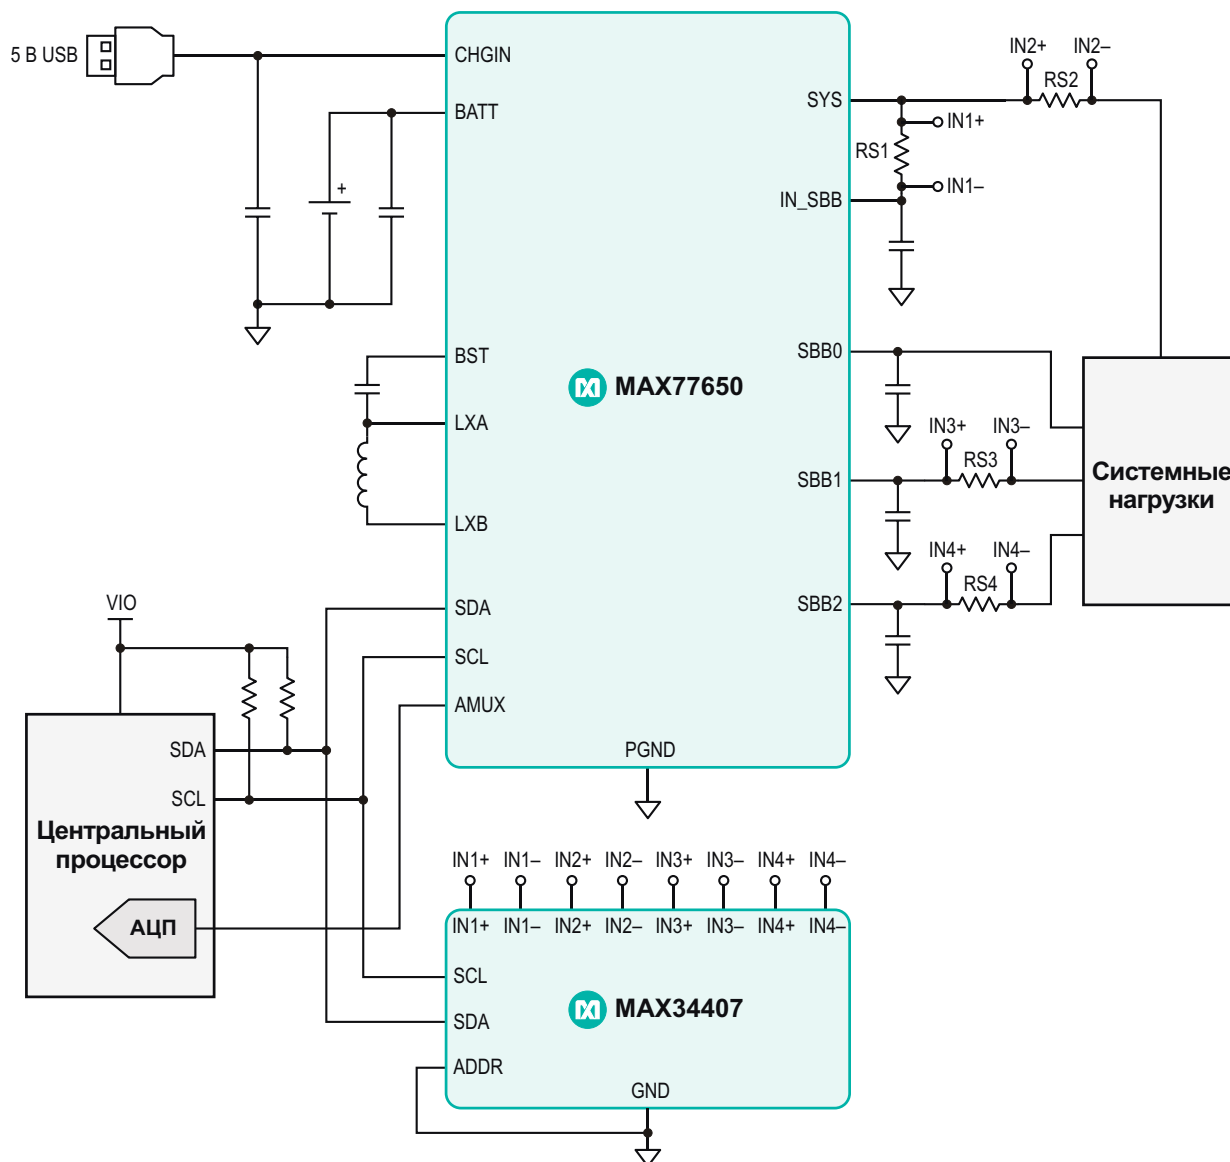 5 В USB
CHGIN
BATT
BST
LXA
LXB
SDA
SCL
AMUX
PGND
MAX77650
SYS
IN_SBB
SBB0
SBB1
SBB2
IN2+ IN2–
RS2
IN1+
RS1
IN1–
IN3+ IN3–
RS3
IN4+ IN4–
RS4
Системные
нагрузки
VIO
SDA
SCL
Центральный
процессор
АЦП
IN1+ IN1– IN2+ IN2– IN3+ IN3– IN4+ IN4–
IN1+ IN1– IN2+ IN2– IN3+ IN3– IN4+ IN4–
SCL
SDA
ADDR
MAX34407
GND